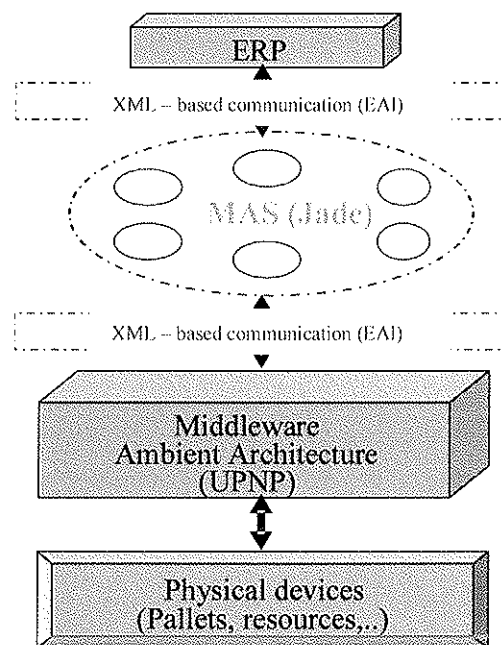 ERP
XML – based communication (EAI)
MAS (Jade)
XML – based communication (EAI)
Middleware
Ambient Architecture
(UPNP)
Physical devices
(Pallets, resources,..)